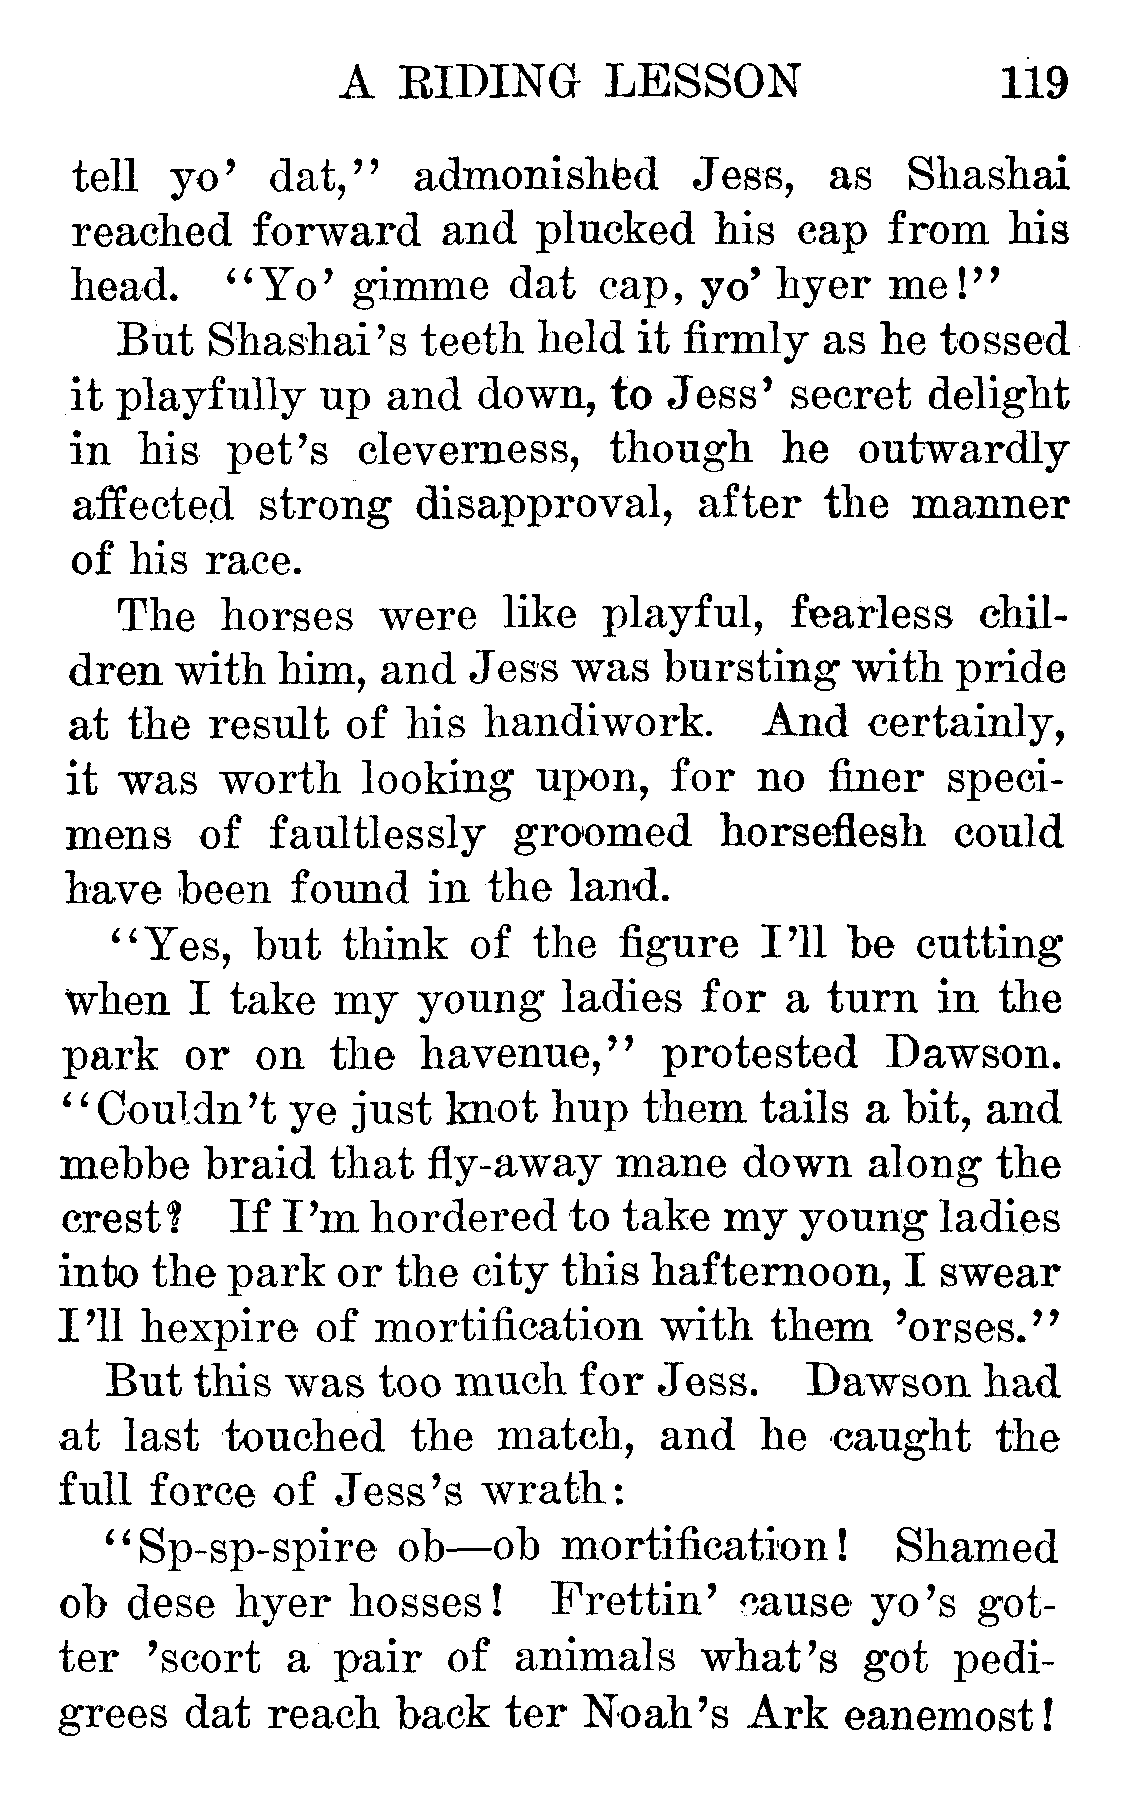 A RIDING LESSON 119
tell yo' dat," admonished Jess, as Shashai
reached forward and plucked his cap from his
head. "Yo' gimme dat cap, yo' hyer me!"
But Shashai's teeth held it firmly as he tossed
it playfully up and down, to Jess' secret delight
in his pet's cleverness, though he outwardly
affected strong disapproval, after the manner
of his race.
The horses were like playful, fearless chil-
dren with him, and Jess was bursting with pride
at the result of his handiwork. And certainly,
it was worth looking upon, for no finer speci-
mens of faultlessly groomed horseflesh could
have been found in the land.
"Yes, but think of the figure I'll be cutting
when I take my young ladies for a turn in the
park or on the havenue," protested Dawson.
"Couldn't ye just knot hup them tails a bit, and
mebbe braid that fly-away mane down along the
crest? If I'm hordered to take my young ladies
into the park or the city this hafternoon, I swear
I'll hexpire of mortification with them 'orses."
But this was too much for Jess. Dawson had
at last touched the match, and he caught the
full force of Jess's wrath:
"Sp-sp-spire ob—ob mortification! Shamed
ob dese hyer hosses! Frettin' cause yo's got-
ter 'scort a pair of animals what's got pedi-
grees dat reach back ter Noah's Ark eanemost!